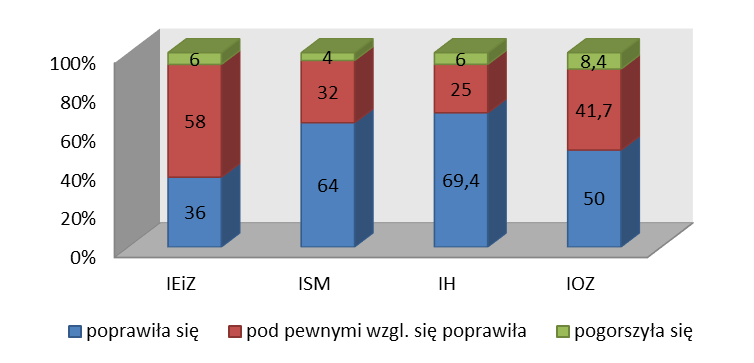 100%
80%
60%
40%
20%
0%
6 4 6 8,4
58 32 25 41,7
36 64 69,4 50
IEiZ ISM IH IOZ
poprawiła się pod pewnymi wzgl. się poprawiła pogorszyła się